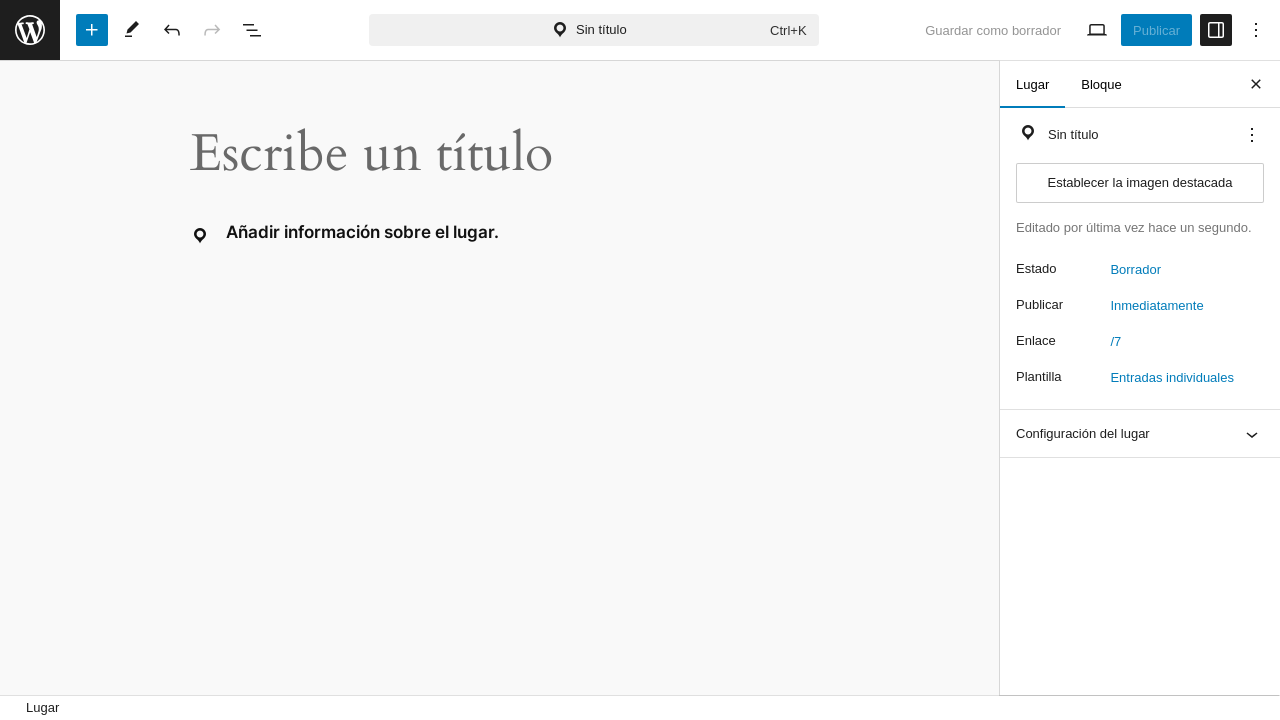 Sin título
Ctrl+K
Guardar como borrador
Publicar
Lugar
Bloque
Escribe un título
Añadir información sobre el lugar.
Sin título
Establecer la imagen destacada
Editado por última vez hace un segundo.
Estado Borrador
Publicar Inmediatamente
Enlace /7
Plantilla Entradas individuales
Configuración del lugar
Lugar